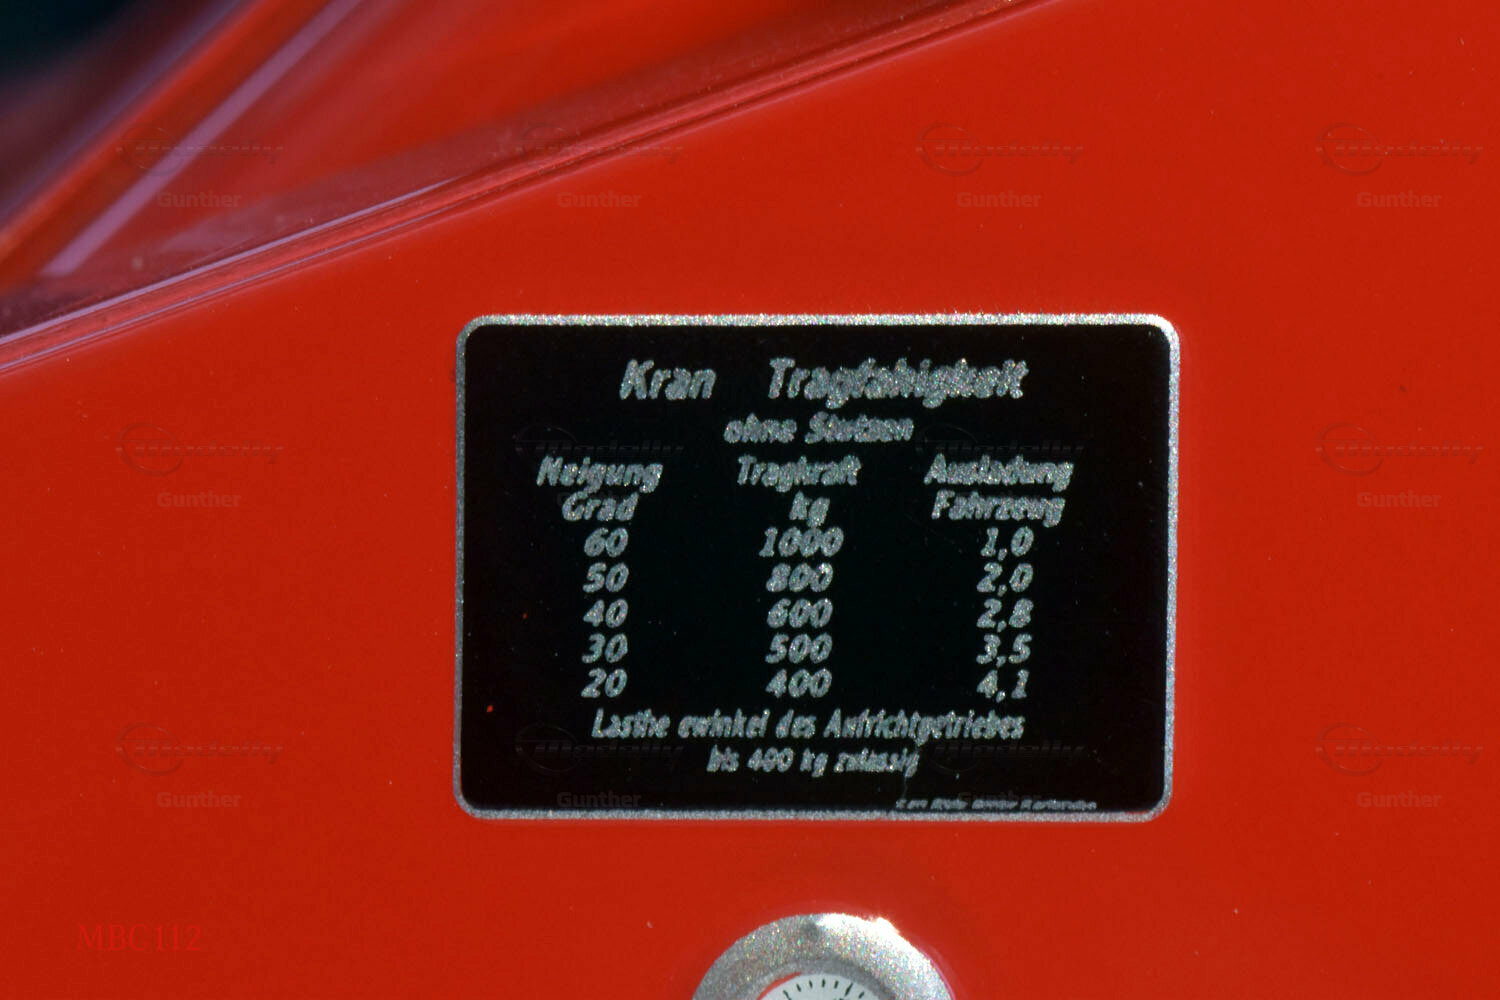 Kran Tragfahigkeit
ohne Stutzen
Neigung Tragkraft Ausladung
Grad kg Fahrzeug
60 1000 1,0
50 800 2,0
40 600 2,8
30 500 3,5
20 400 4,1
Lasthe ewinkel des Aufrichtgetriebes
bis 400 kg zulassig
MBC112
Modelly
Gunther